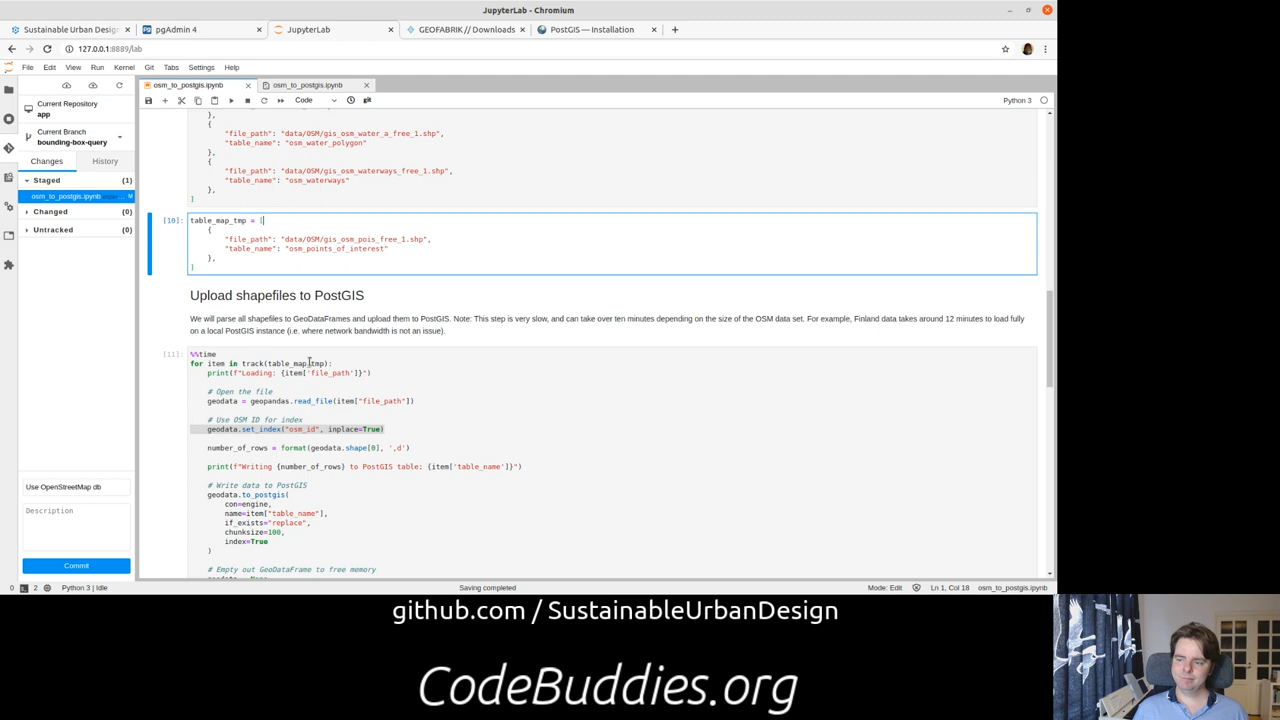 JupyterLab - Chromium
Sustainable Urban Desig
pgAdmin 4
JupyterLab
GEOFABRIK // Downloads
PostGIS — Installation
127.0.0.1:8889/lab
File Edit View Run Kernel Git Tabs Settings Help
Current Repository
app
Current Branch
bounding-box-query
Changes History
Staged (1)
osm_to_postgis.ipynb M
Changed (0)
Untracked (0)
Use OpenStreetMap db
Description
Commit
osm_to_postgis.ipynb
osm_to_postgis.ipynb
Code
Python 3
},
{
"file_path": "data/OSM/gis_osm_water_a_free_1.shp",
"table_name": "osm_water_polygon"
},
{
"file_path": "data/OSM/gis_osm_waterways_free_1.shp",
"table_name": "osm_waterways"
},
]
[10]: table_map_tmp = [
{
"file_path": "data/OSM/gis_osm_pois_free_1.shp",
"table_name": "osm_points_of_interest"
},
]
Upload shapefiles to PostGIS
We will parse all shapefiles to GeoDataFrames and upload them to PostGIS. Note: This step is very slow, and can take over ten minutes depending on the size of the OSM data set. For example, Finland data takes around 12 minutes to load fully
on a local PostGIS instance (i.e. where network bandwidth is not an issue).
[11]: %%time
for item in track(table_map_tmp):
print(f"Loading: {item['file_path']}")
# Open the file
geodata = geopandas.read_file(item["file_path"])
# Use OSM ID for index
geodata.set_index("osm_id", inplace=True)
number_of_rows = format(geodata.shape[0], ',d')
print(f"Writing {number_of_rows} to PostGIS table: {item['table_name']}")
# Write data to PostGIS
geodata.to_postgis(
con=engine,
name=item["table_name"],
if_exists="replace",
chunksize=100,
index=True
)
# Empty out GeoDataFrame to free memory
0 2 Python 3 | Idle
Saving completed
Mode: Edit
Ln 1, Col 18
osm_to_postgis.ipynb
github.com / SustainableUrbanDesign
CodeBuddies.org